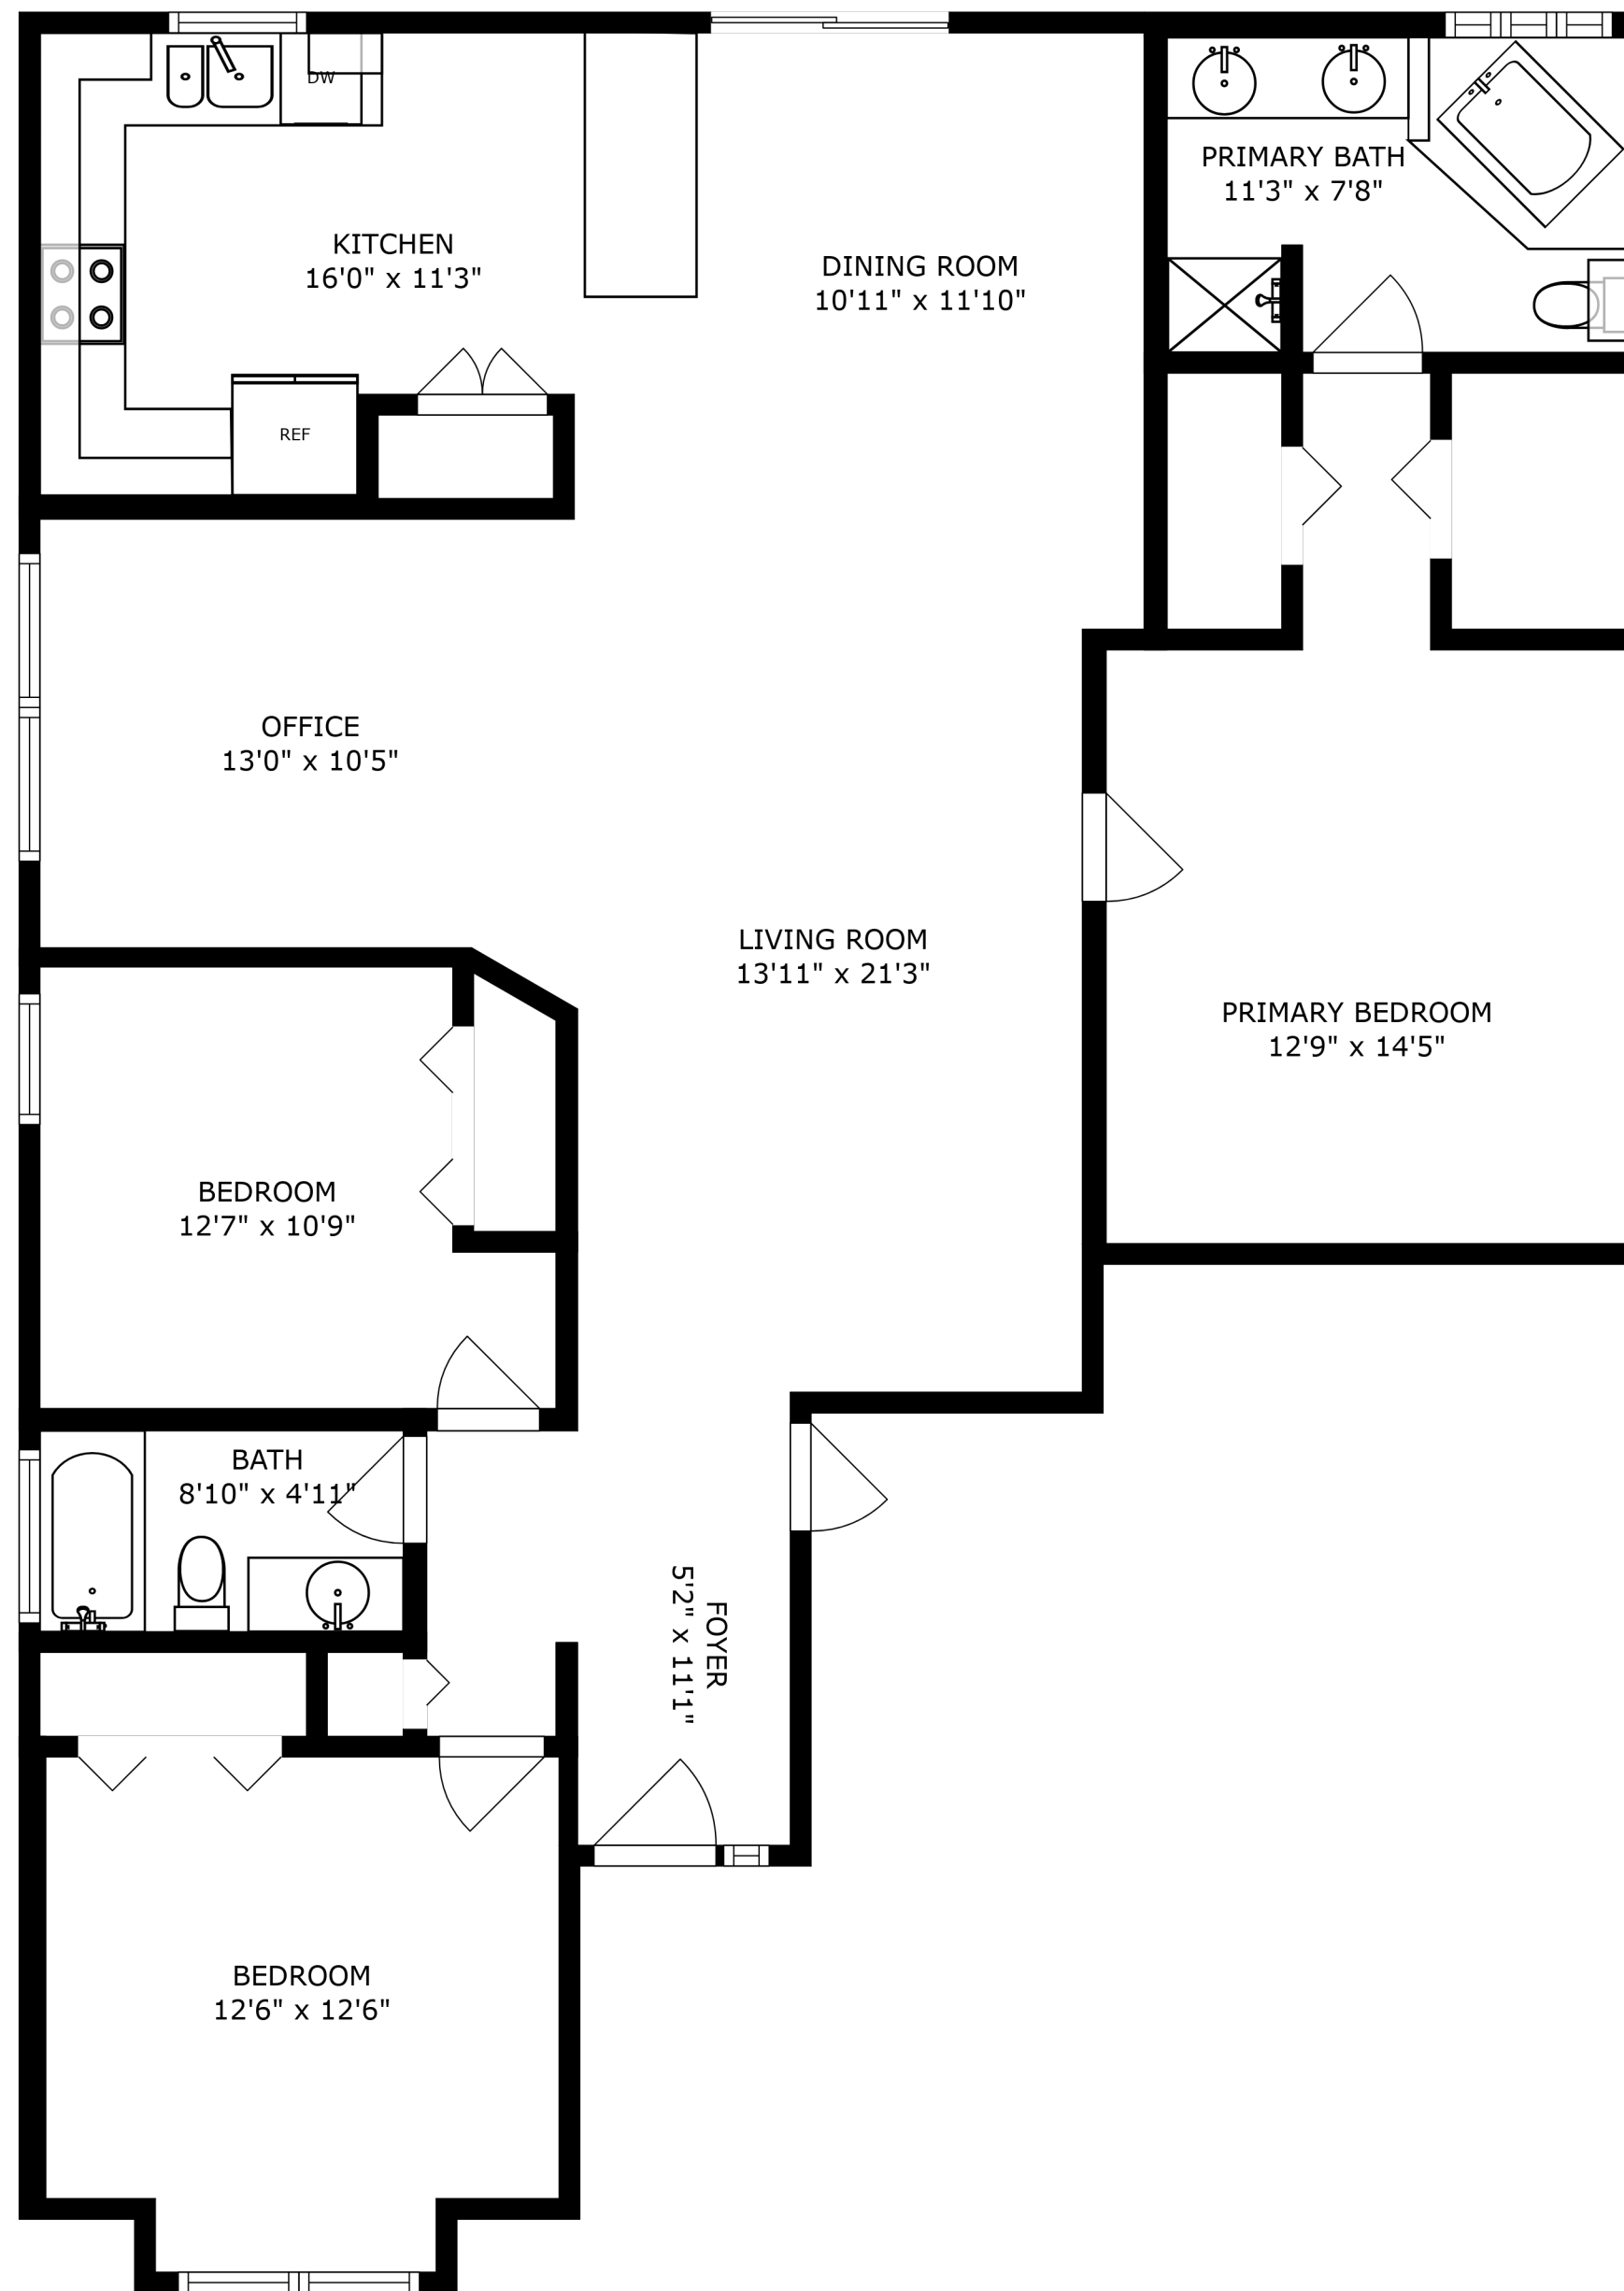 DW
PRIMARY BATH
11'3" x 7'8"
KITCHEN
16'0" x 11'3"
DINING ROOM
10'11" x 11'10"
REF
OFFICE
13'0" x 10'5"
LIVING ROOM
13'11" x 21'3"
PRIMARY BEDROOM
12'9" x 14'5"
BEDROOM
12'7" x 10'9"
BATH
8'10" x 4'11"
FOYER
5'2" x 11'1"
BEDROOM
12'6" x 12'6"